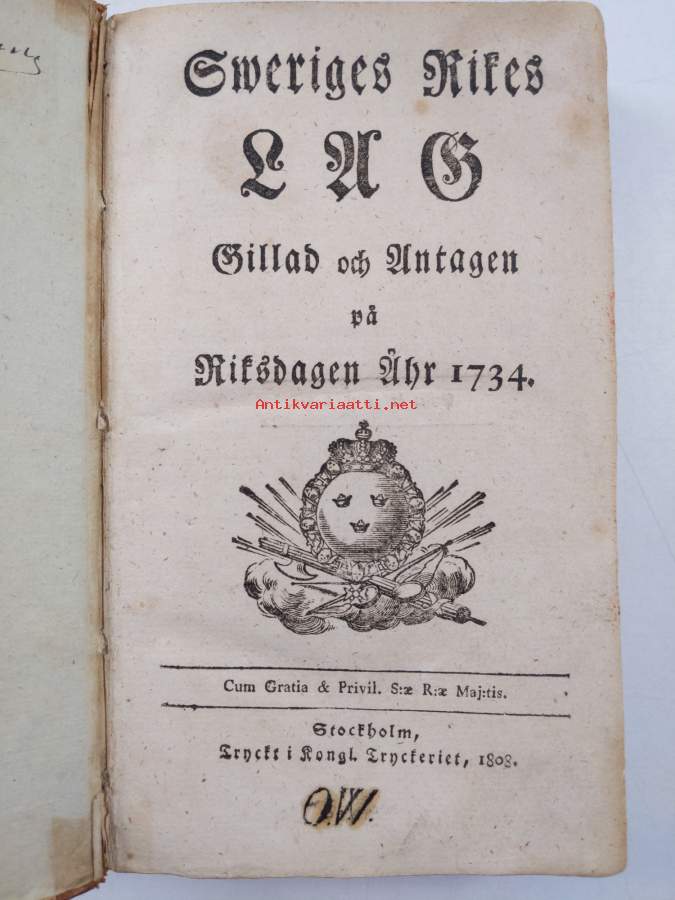 Sweriges Rikes
LAG
Gillad och Antagen
på
Riksdagen Åhr 1734.
Antikvariaatti.net
Cum Gratia & Privil. S:æ R:æ Maj:tis.
Stockholm,
Tryckt i Kongl. Tryckeriet, 1808.
O.W.